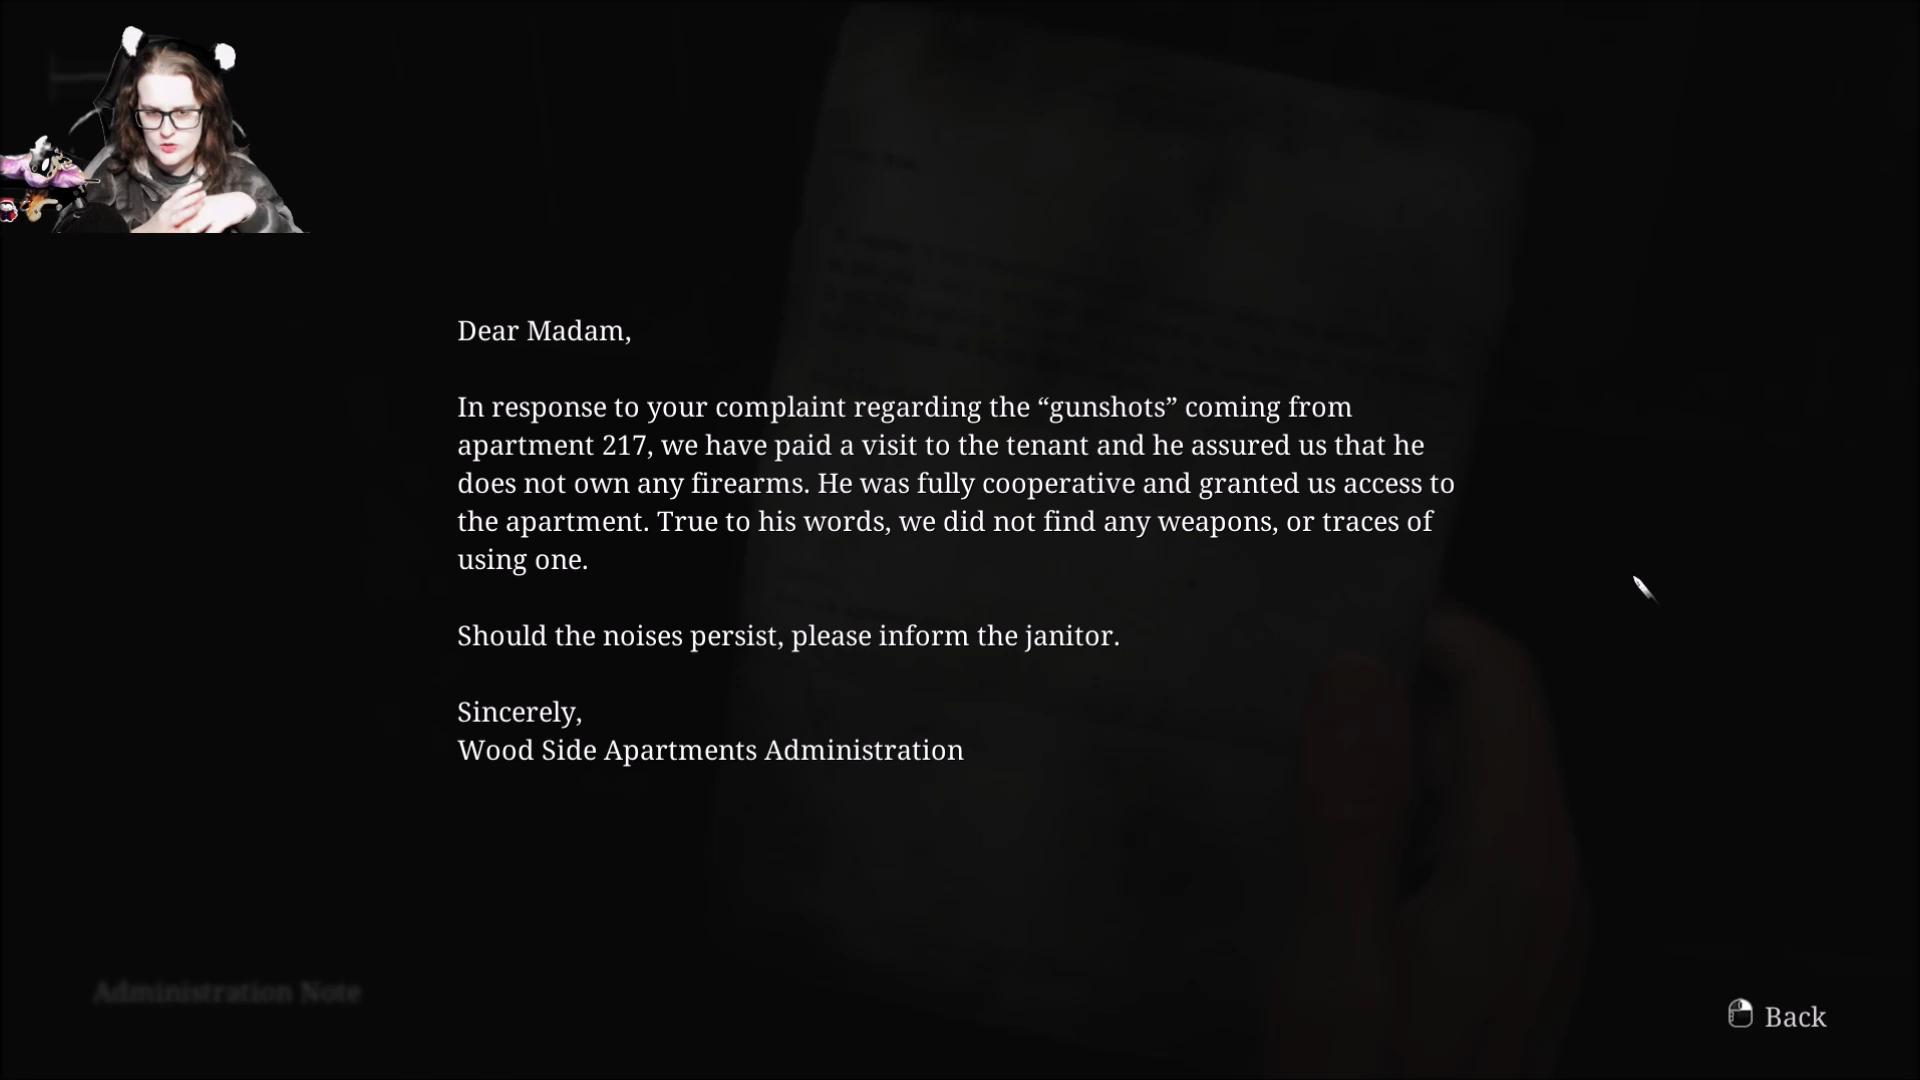 Dear Madam,
In response to your complaint regarding the “gunshots” coming from
apartment 217, we have paid a visit to the tenant and he assured us that he
does not own any firearms. He was fully cooperative and granted us access to
the apartment. True to his words, we did not find any weapons, or traces of
using one.
Should the noises persist, please inform the janitor.
Sincerely,
Wood Side Apartments Administration
Administration Note
Back